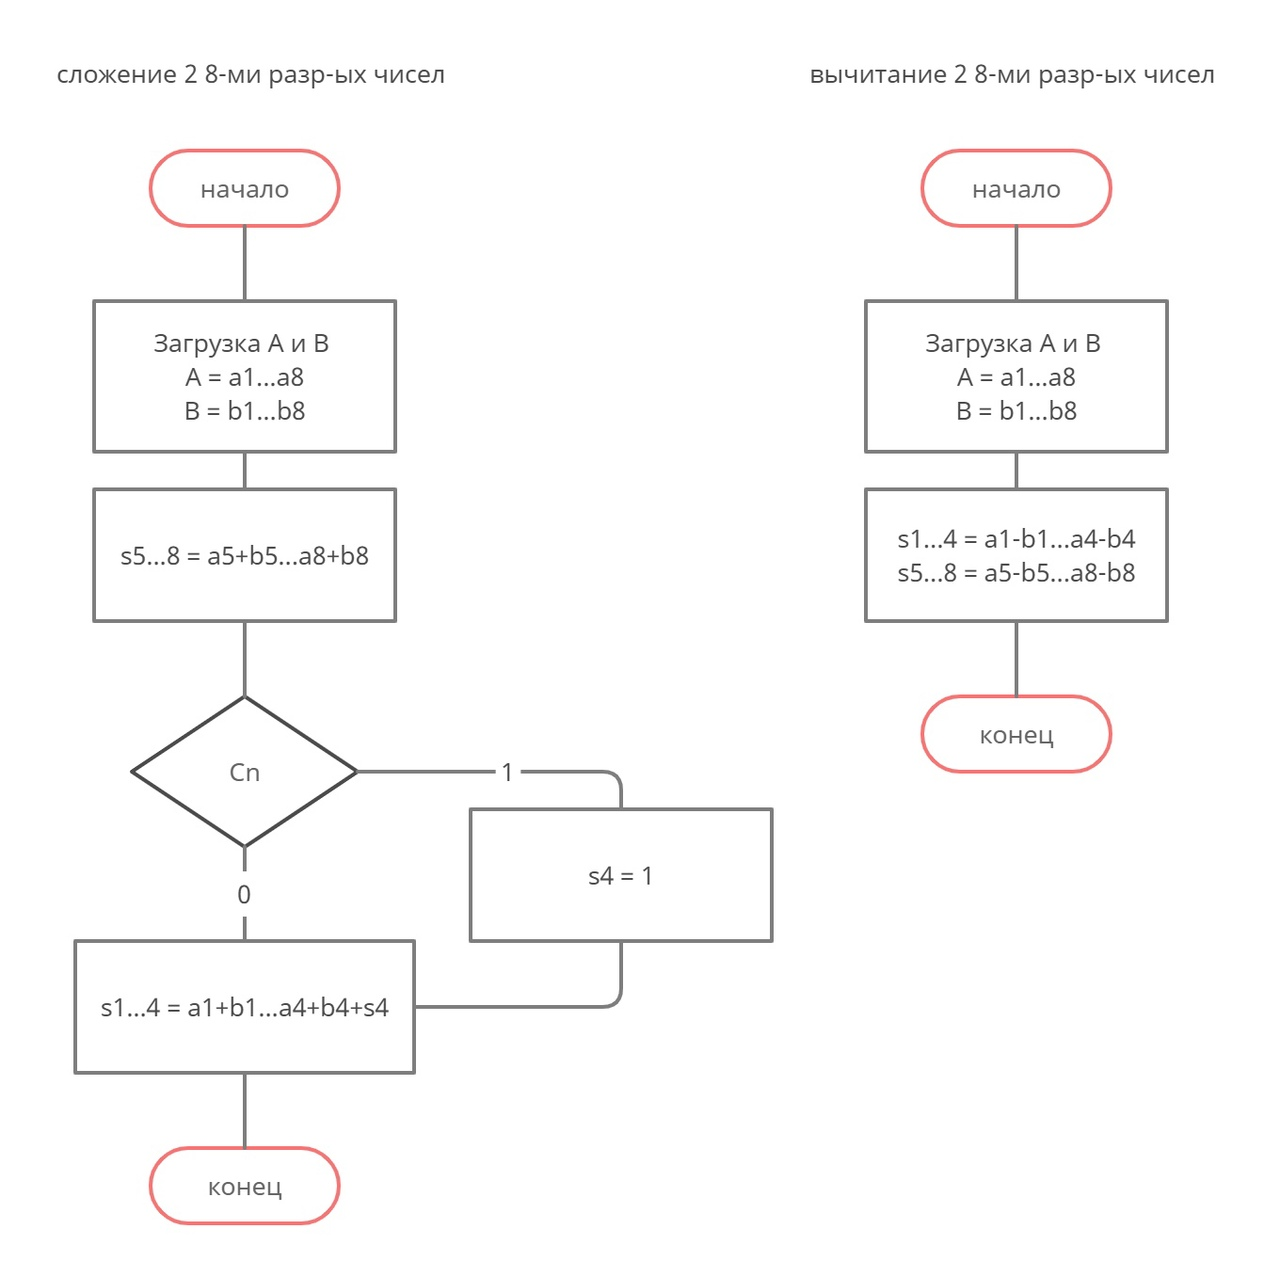 сложение 2 8-ми разр-ых чисел
начало
Загрузка А и В
A = a1...a8
B = b1...b8
s5...8 = a5+b5...a8+b8
Cn
1
s4 = 1
0
s1...4 = a1+b1...a4+b4+s4
конец
вычитание 2 8-ми разр-ых чисел
начало
Загрузка А и В
A = a1...a8
B = b1...b8
s1...4 = a1-b1...a4-b4
s5...8 = a5-b5...a8-b8
конец